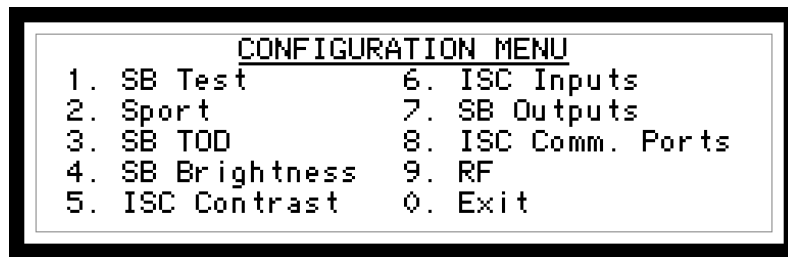 CONFIGURATION MENU
1. SB Test 6. ISC Inputs
2. Sport 7. SB Outputs
3. SB TOD 8. ISC Comm. Ports
4. SB Brightness 9. RF
5. ISC Contrast 0. Exit